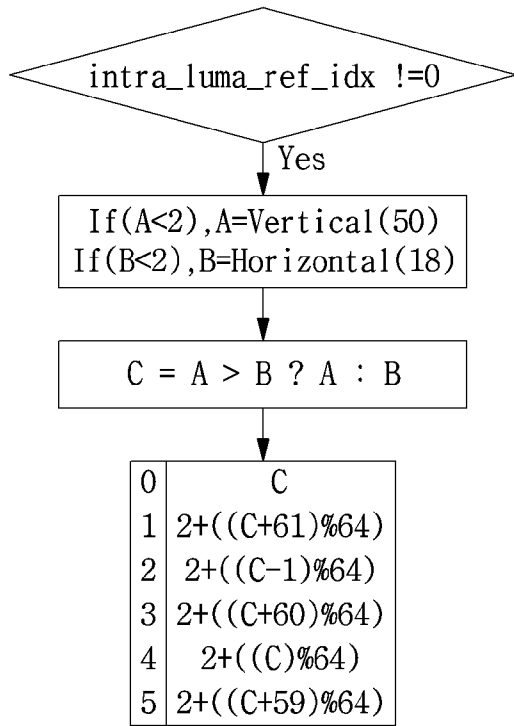 intra_luma_ref_idx !=0
Yes
If(A<2),A=Vertical(50)
If(B<2),B=Horizontal(18)
C = A > B ? A : B
0 C
1 2+((C+61)%64)
2 2+((C-1)%64)
3 2+((C+60)%64)
4 2+((C)%64)
5 2+((C+59)%64)